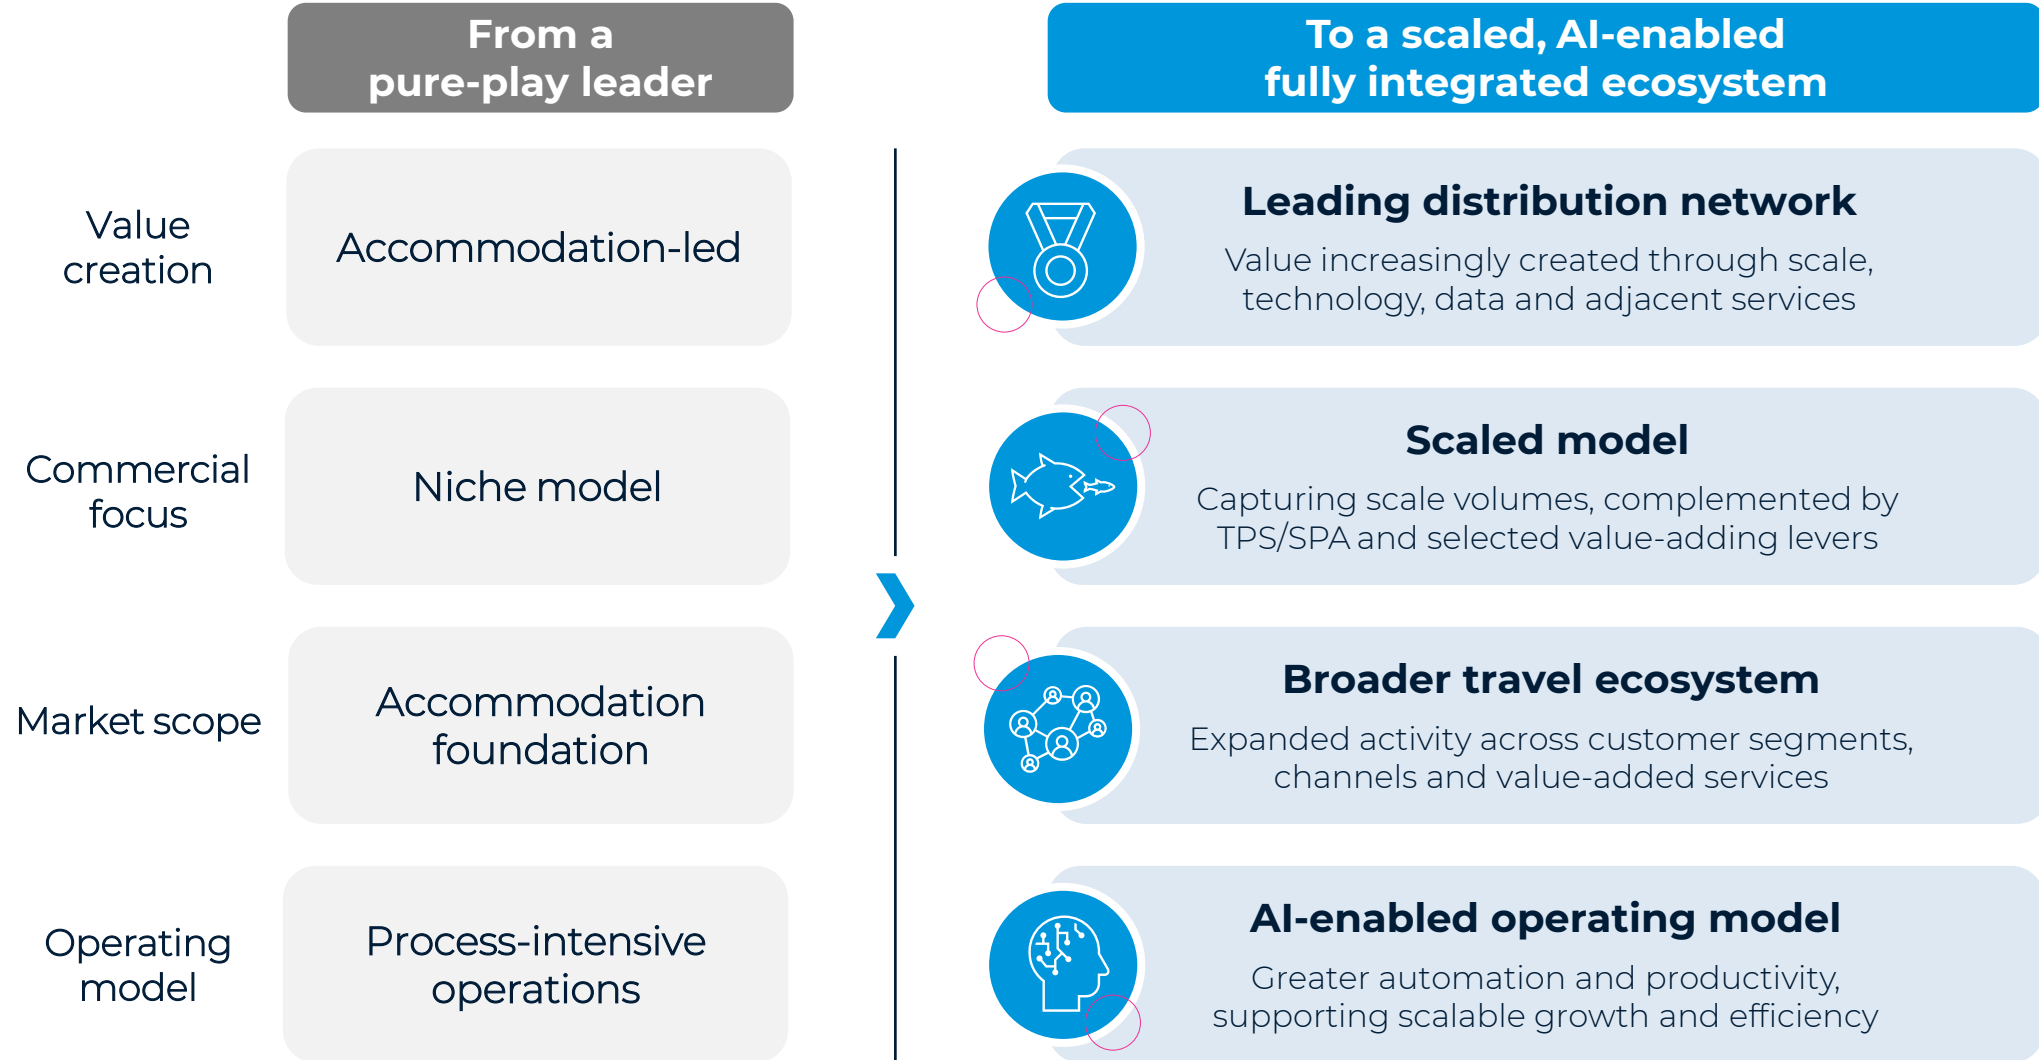 From a
pure-play leader
To a scaled, AI-enabled
fully integrated ecosystem
Value
creation
Accommodation-led
Leading distribution network
Value increasingly created through scale,
technology, data and adjacent services
Commercial
focus
Niche model
Scaled model
Capturing scale volumes, complemented by
TPS/SPA and selected value-adding levers
Market scope
Accommodation
foundation
Broader travel ecosystem
Expanded activity across customer segments,
channels and value-added services
Operating
model
Process-intensive
operations
AI-enabled operating model
Greater automation and productivity,
supporting scalable growth and efficiency